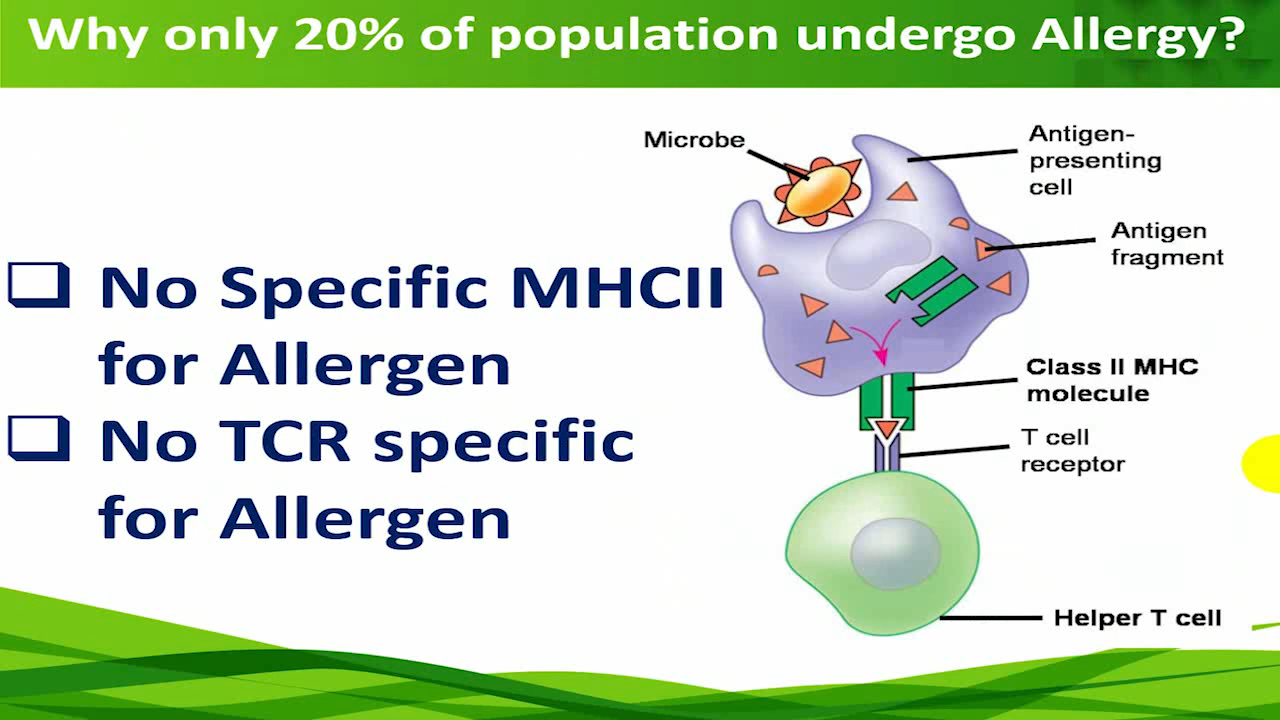 Why only 20% of population undergo Allergy?
Microbe
Antigen-
presenting
cell
Antigen
fragment
No Specific MHCII
for Allergen
No TCR specific
for Allergen
Class II MHC
molecule
T cell
receptor
Helper T cell